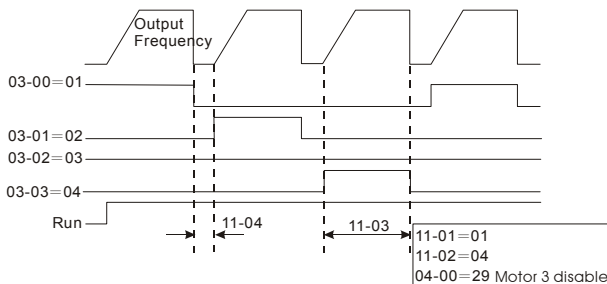 Output
Frequency
03-00=01
03-01=02
03-02=03
03-03=04
Run
11-04
11-03
11-01=01
11-02=04
04-00=29 Motor 3 disable